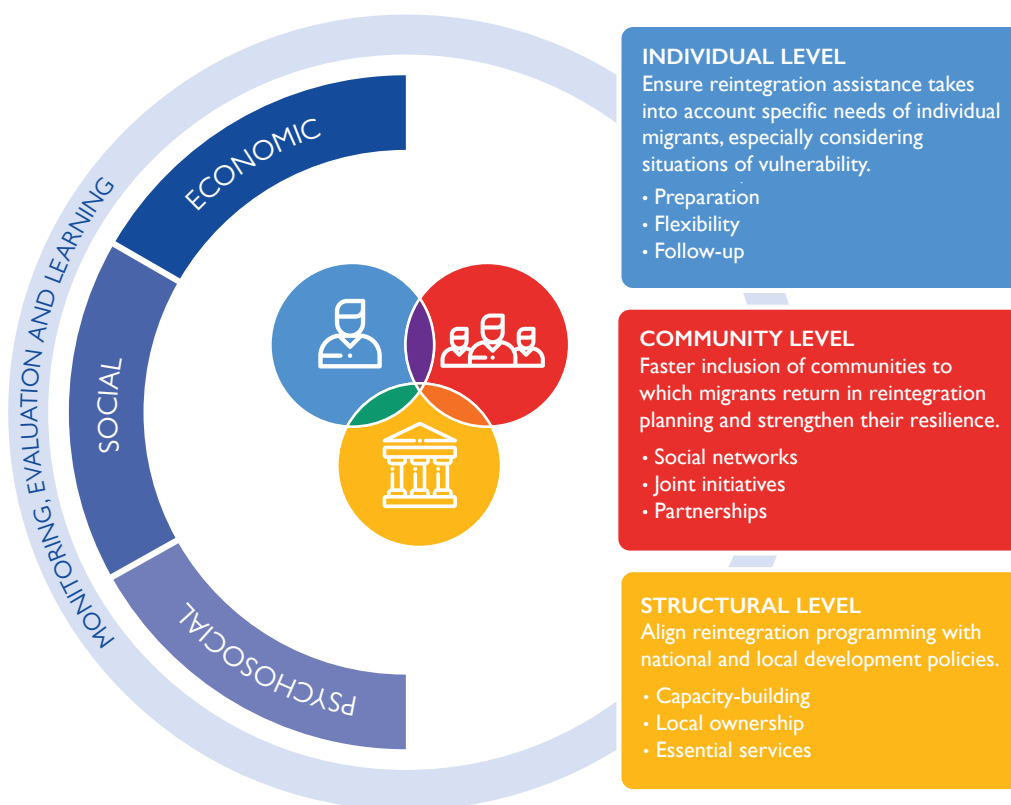 MONITORING, EVALUATION AND LEARNING
ECONOMIC
SOCIAL
PSYCHOSOCIAL
INDIVIDUAL LEVEL
Ensure reintegration assistance takes
into account specific needs of individual
migrants, especially considering
situations of vulnerability.
• Preparation
• Flexibility
• Follow-up
COMMUNITY LEVEL
Faster inclusion of communities to
which migrants return in reintegration
planning and strengthen their resilience.
• Social networks
• Joint initiatives
• Partnerships
STRUCTURAL LEVEL
Align reintegration programming with
national and local development policies.
• Capacity-building
• Local ownership
• Essential services